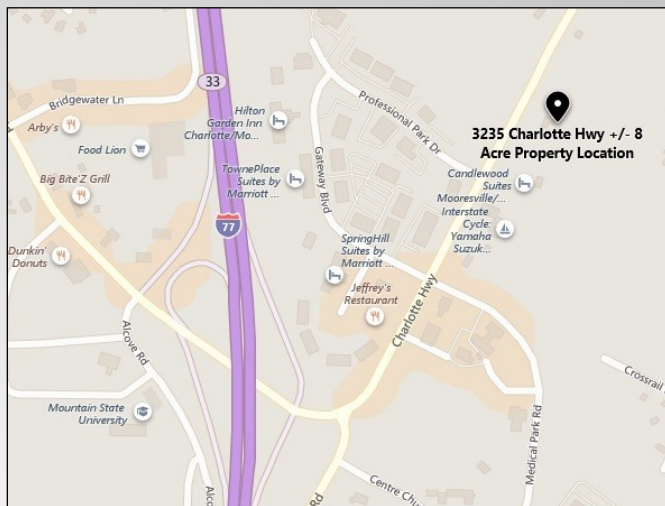 33
Bridgewater Ln
Arby's
Food Lion
Hilton
Garden Inn
Charlotte/Mo...
Professional Park Dr
3235 Charlotte Hwy +/- 8
Acre Property Location
Big Bite'Z Grill
TownePlace
Suites by
Marriott ...
Gateway Blvd
Candlewood
Suites
Mooresville/...
Interstate
Cycle:
Yamaha
Suzuk...
77
Dunkin'
Donuts
SpringHill
Suites by
Marriott ...
Jeffrey's
Restaurant
Charlotte Hwy
Alcove Rd
Crossrail
Mountain State
University
Medical Park Rd
Alcove
Rd
Centre Chu